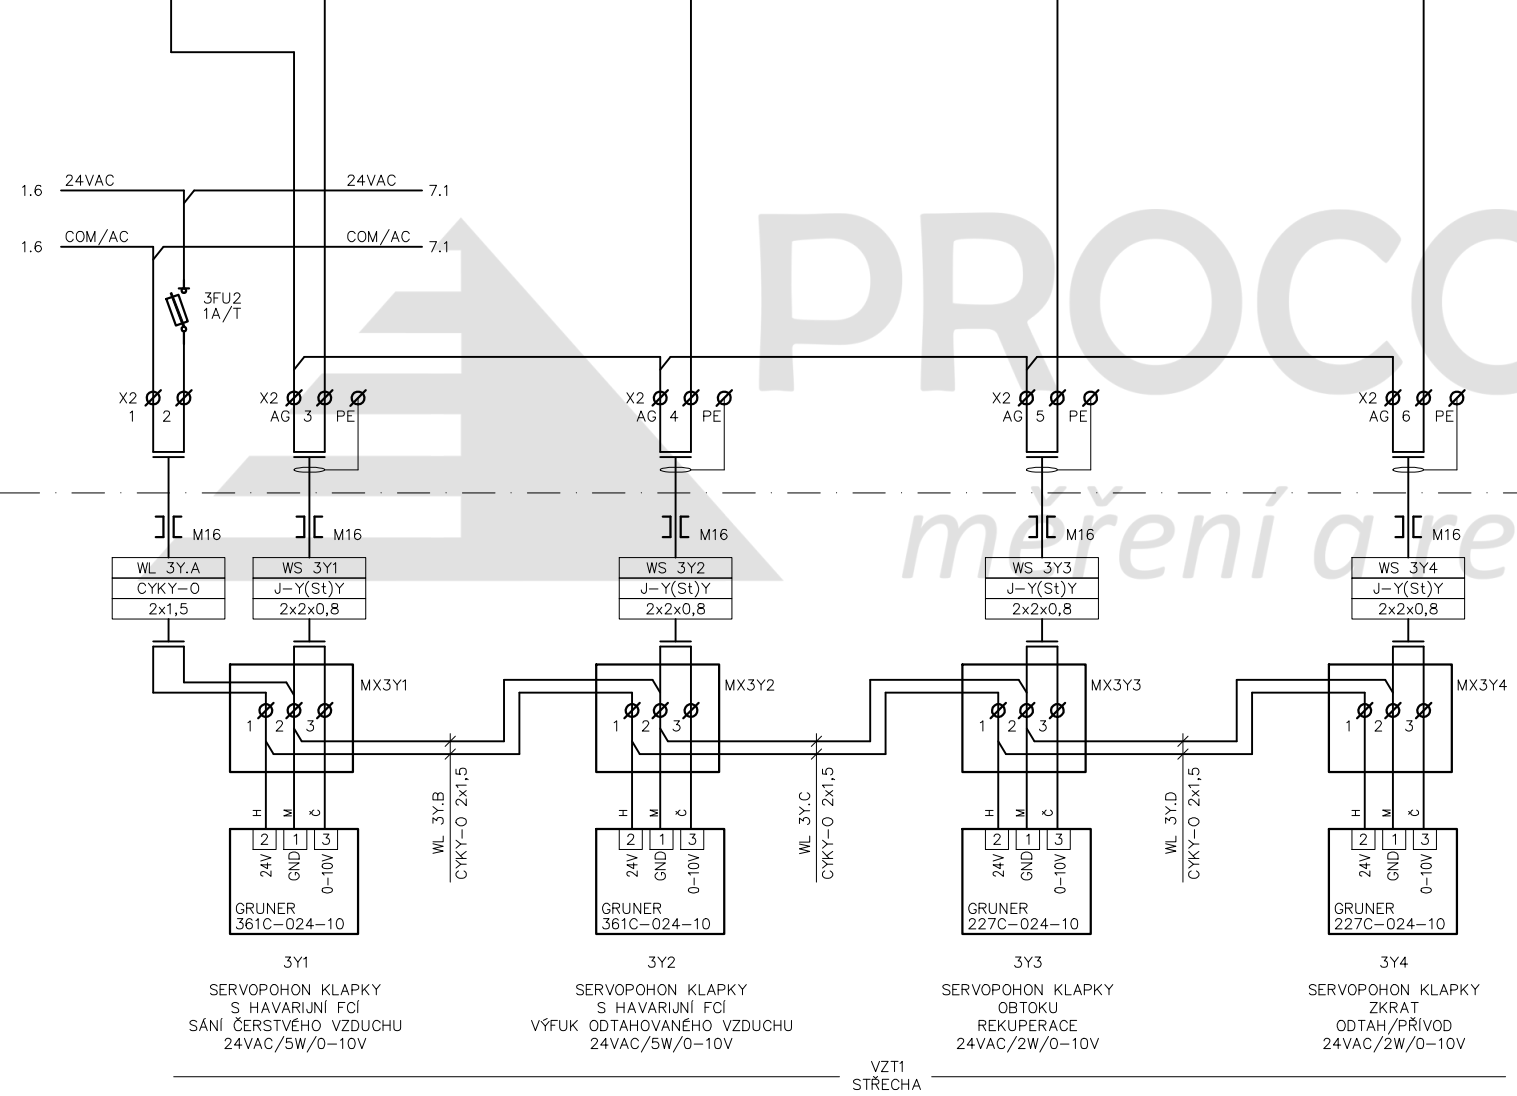 1.6 24VAC 24VAC 7.1
1.6 COM/AC COM/AC 7.1
PROCO
3FU2
1A/T
X2 X2 X2 X2 X2
1 2 AG 3 PE AG 4 PE AG 5 PE AG 6 PE
měření a re
M16 M16 M16 M16 M16
WL 3Y.A WS 3Y1 WS 3Y2 WS 3Y3 WS 3Y4
CYKY-O J-Y(St)Y J-Y(St)Y J-Y(St)Y J-Y(St)Y
2x1,5 2x2x0,8 2x2x0,8 2x2x0,8 2x2x0,8
MX3Y1 MX3Y2 MX3Y3 MX3Y4
1 2 3 1 2 3 1 2 3 1 2 3
WL 3Y.B
CYKY-O 2x1,5
WL 3Y.C
CYKY-O 2x1,5
WL 3Y.D
CYKY-O 2x1,5
H M Č H M Č H M Č H M Č
2 1 3 2 1 3 2 1 3 2 1 3
24V GND 0-10V 24V GND 0-10V 24V GND 0-10V 24V GND 0-10V
GRUNER GRUNER GRUNER GRUNER
361C-024-10 361C-024-10 227C-024-10 227C-024-10
3Y1
SERVOPOHON KLAPKY
S HAVARIJNÍ FCÍ
SÁNÍ ČERSTVÉHO VZDUCHU
24VAC/5W/0-10V
3Y2
SERVOPOHON KLAPKY
S HAVARIJNÍ FCÍ
VÝFUK ODTAHOVANÉHO VZDUCHU
24VAC/5W/0-10V
3Y3
SERVOPOHON KLAPKY
OBTOKU
REKUPERACE
24VAC/2W/0-10V
3Y4
SERVOPOHON KLAPKY
ZKRAT
ODTAH/PŘÍVOD
24VAC/2W/0-10V
VZT1
STŘECHA